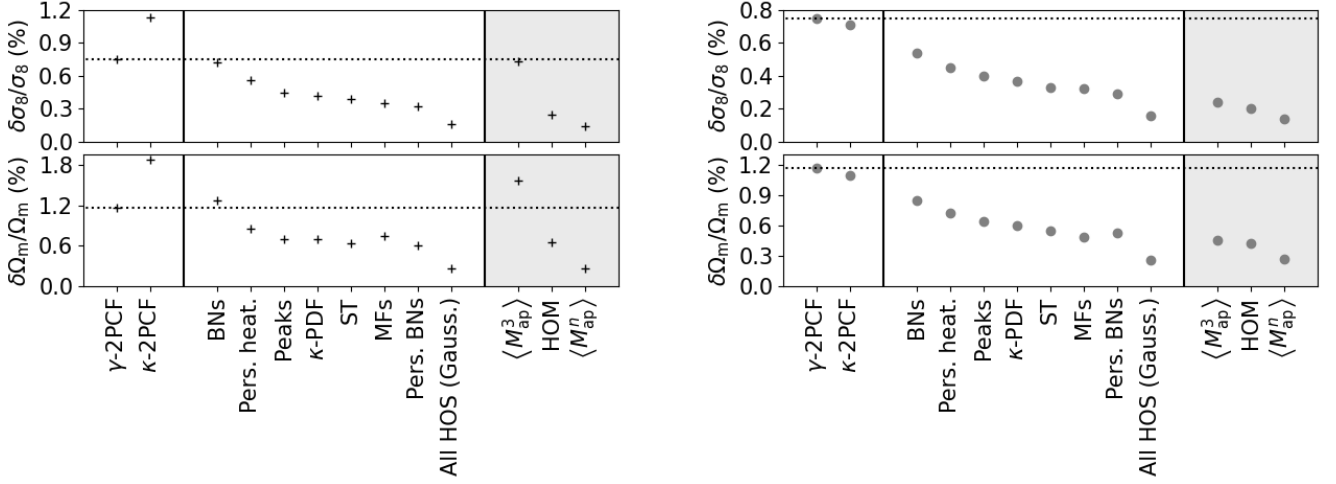 δσ₈/σ₈ (%)
1.2
0.9
0.6
0.3
0.0
δΩₘ/Ωₘ (%)
1.8
1.2
0.6
0.0
γ-2PCF
κ-2PCF
BNs
Pers. heat.
Peaks
κ-PDF
ST
MFs
Pers. BNs
All HOS (Gauss.)
⟨M³ₐₚ⟩
HOM
⟨Mⁿₐₚ⟩
δσ₈/σ₈ (%)
0.8
0.6
0.4
0.2
0.0
δΩₘ/Ωₘ (%)
1.2
0.9
0.6
0.3
0.0
γ-2PCF
κ-2PCF
BNs
Pers. heat.
Peaks
κ-PDF
ST
MFs
Pers. BNs
All HOS (Gauss.)
⟨M³ₐₚ⟩
HOM
⟨Mⁿₐₚ⟩